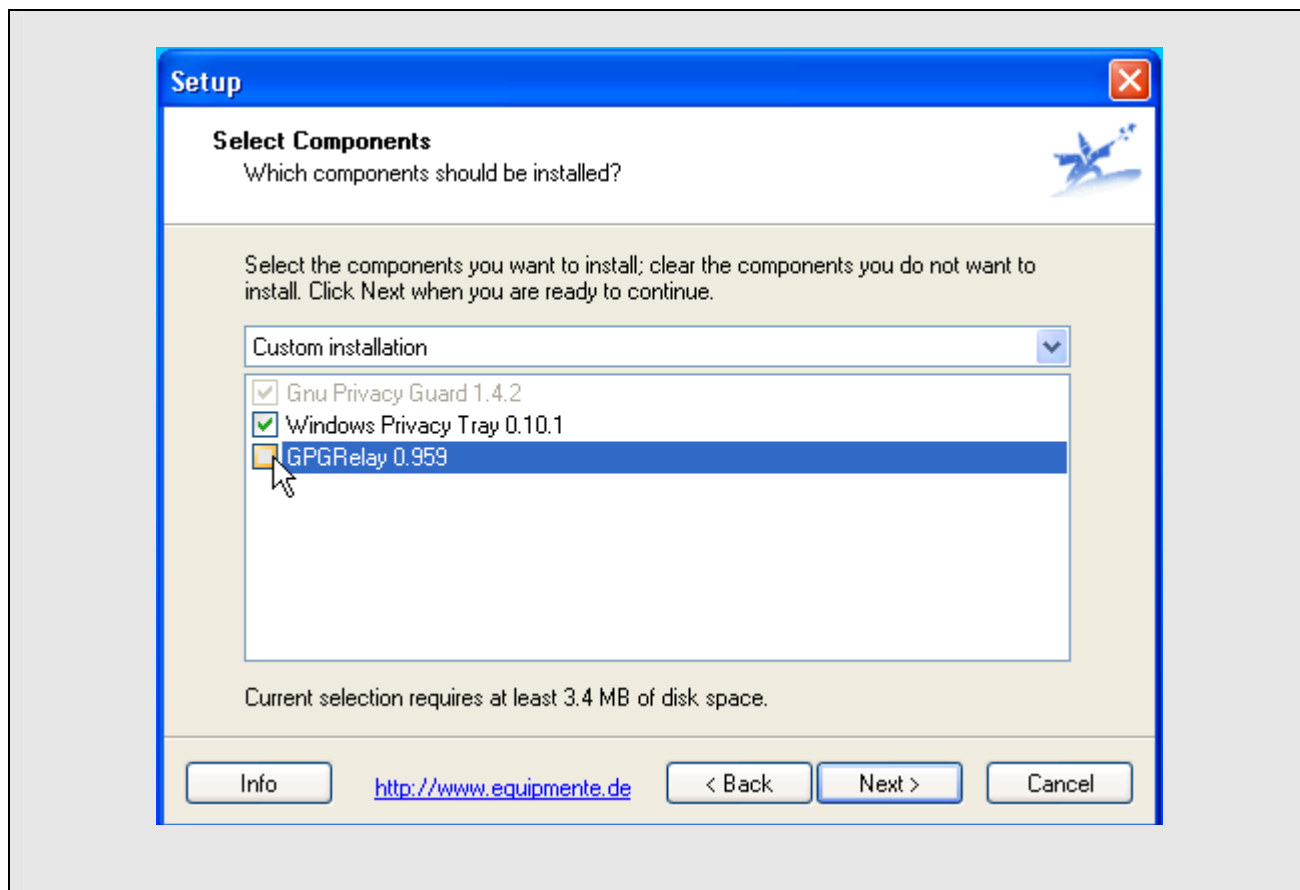 Setup
Select Components
Which components should be installed?
Select the components you want to install; clear the components you do not want to
install. Click Next when you are ready to continue.
Custom installation
Gnu Privacy Guard 1.4.2
Windows Privacy Tray 0.10.1
GPGRelay 0.959
Current selection requires at least 3.4 MB of disk space.
Info
http://www.equipmente.de
< Back
Next >
Cancel